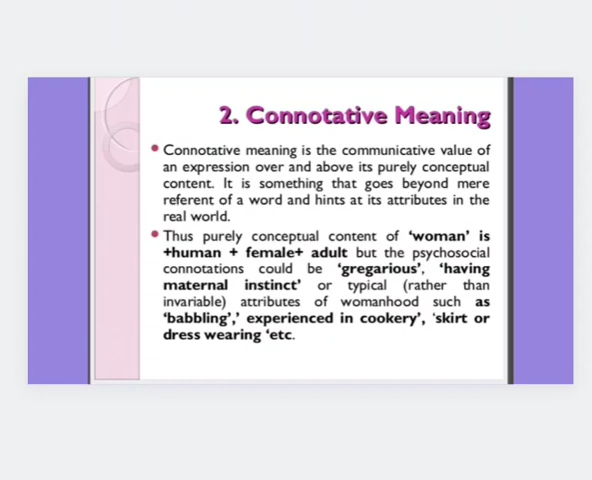 2. Connotative Meaning
Connotative meaning is the communicative value of
an expression over and above its purely conceptual
content. It is something that goes beyond mere
referent of a word and hints at its attributes in the
real world.
Thus purely conceptual content of ‘woman’ is
+human + female+ adult but the psychosocial
connotations could be ‘gregarious’, ‘having
maternal instinct’ or typical (rather than
invariable) attributes of womanhood such as
‘babbling’,’ experienced in cookery’, ‘skirt or
dress wearing ‘etc.